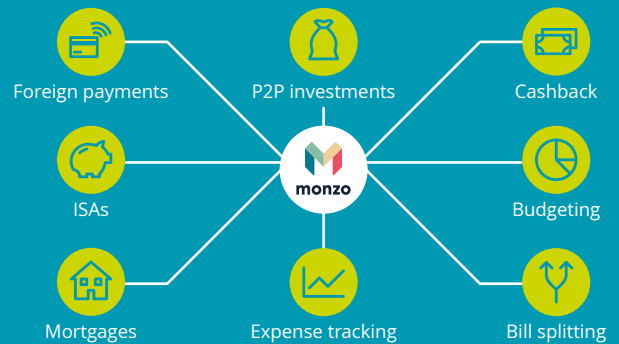 Foreign payments
P2P investments
Cashback
monzo
ISAs
Budgeting
Mortgages
Expense tracking
Bill splitting